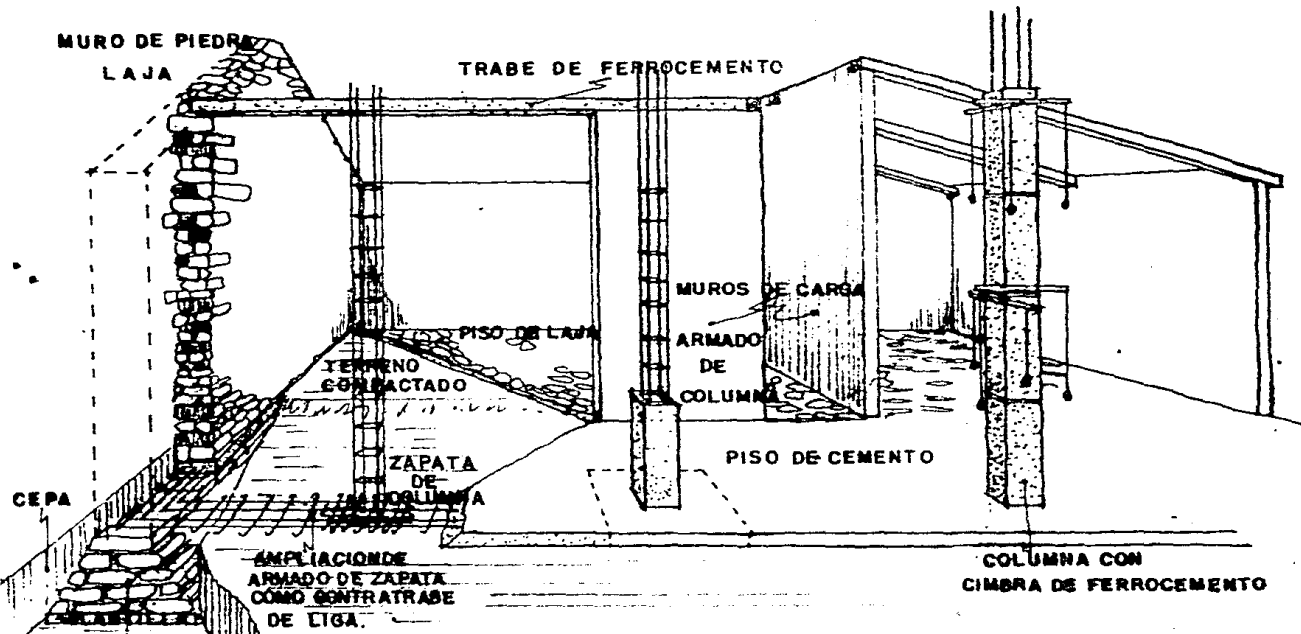 MURO DE PIEDRA
LAJA
TRABE DE FERROCEMENTO
MUROS DE CARGA
PISO DE LAJA
ARMADO
DE
COLUMNA
TERRENO
COMPACTADO
ZAPATA
DE
COLUMNA
PISO DE CEMENTO
CEPA
AMPLIACION DE
ARMADO DE ZAPATA
COMO CONTRATRABE
DE LIGA.
COLUMNA CON
CIMBRA DE FERROCEMENTO
PLANTILLA